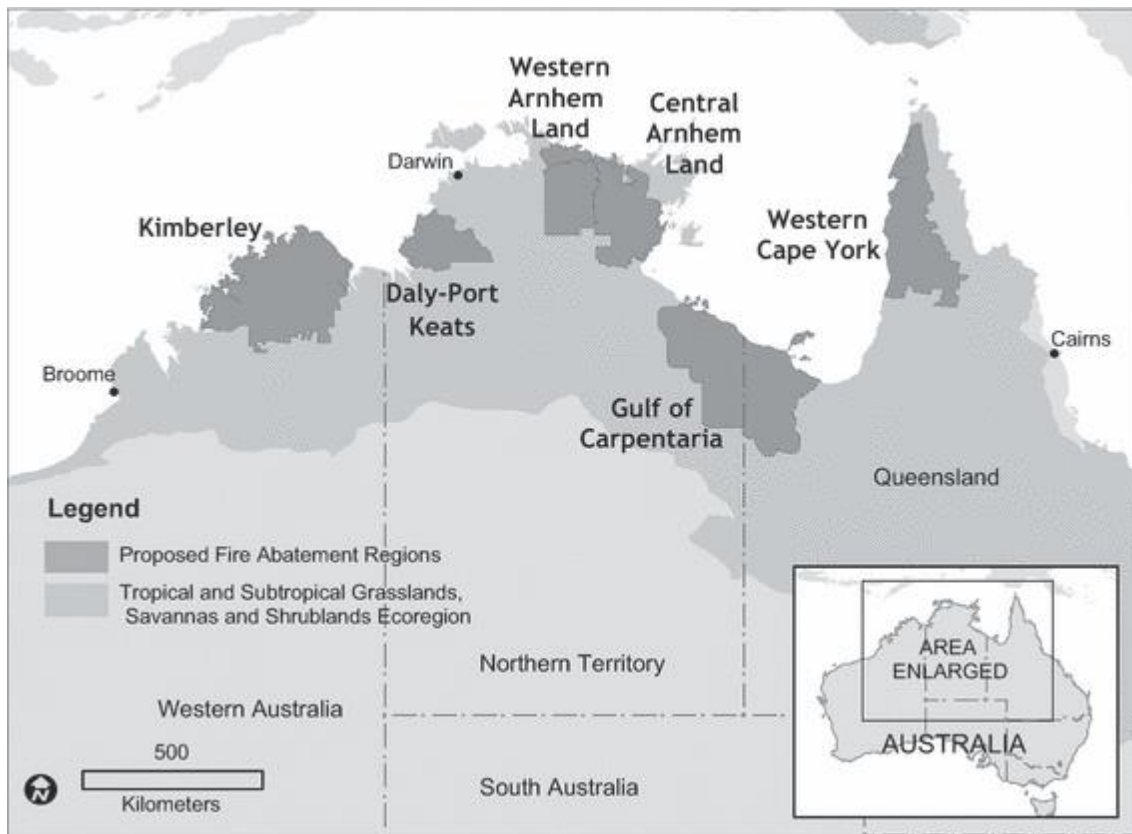 Western
Arnhem
Land
Central
Arnhem
Land
Darwin
Kimberley
Western
Cape York
Daly-Port
Keats
Cairns
Broome
Gulf of
Carpentaria
Queensland
Legend
Proposed Fire Abatement Regions
Tropical and Subtropical Grasslands,
Savannas and Shrublands Ecoregion
Northern Territory
Western Australia
South Australia
500
Kilometers
N
AREA
ENLARGED
AUSTRALIA